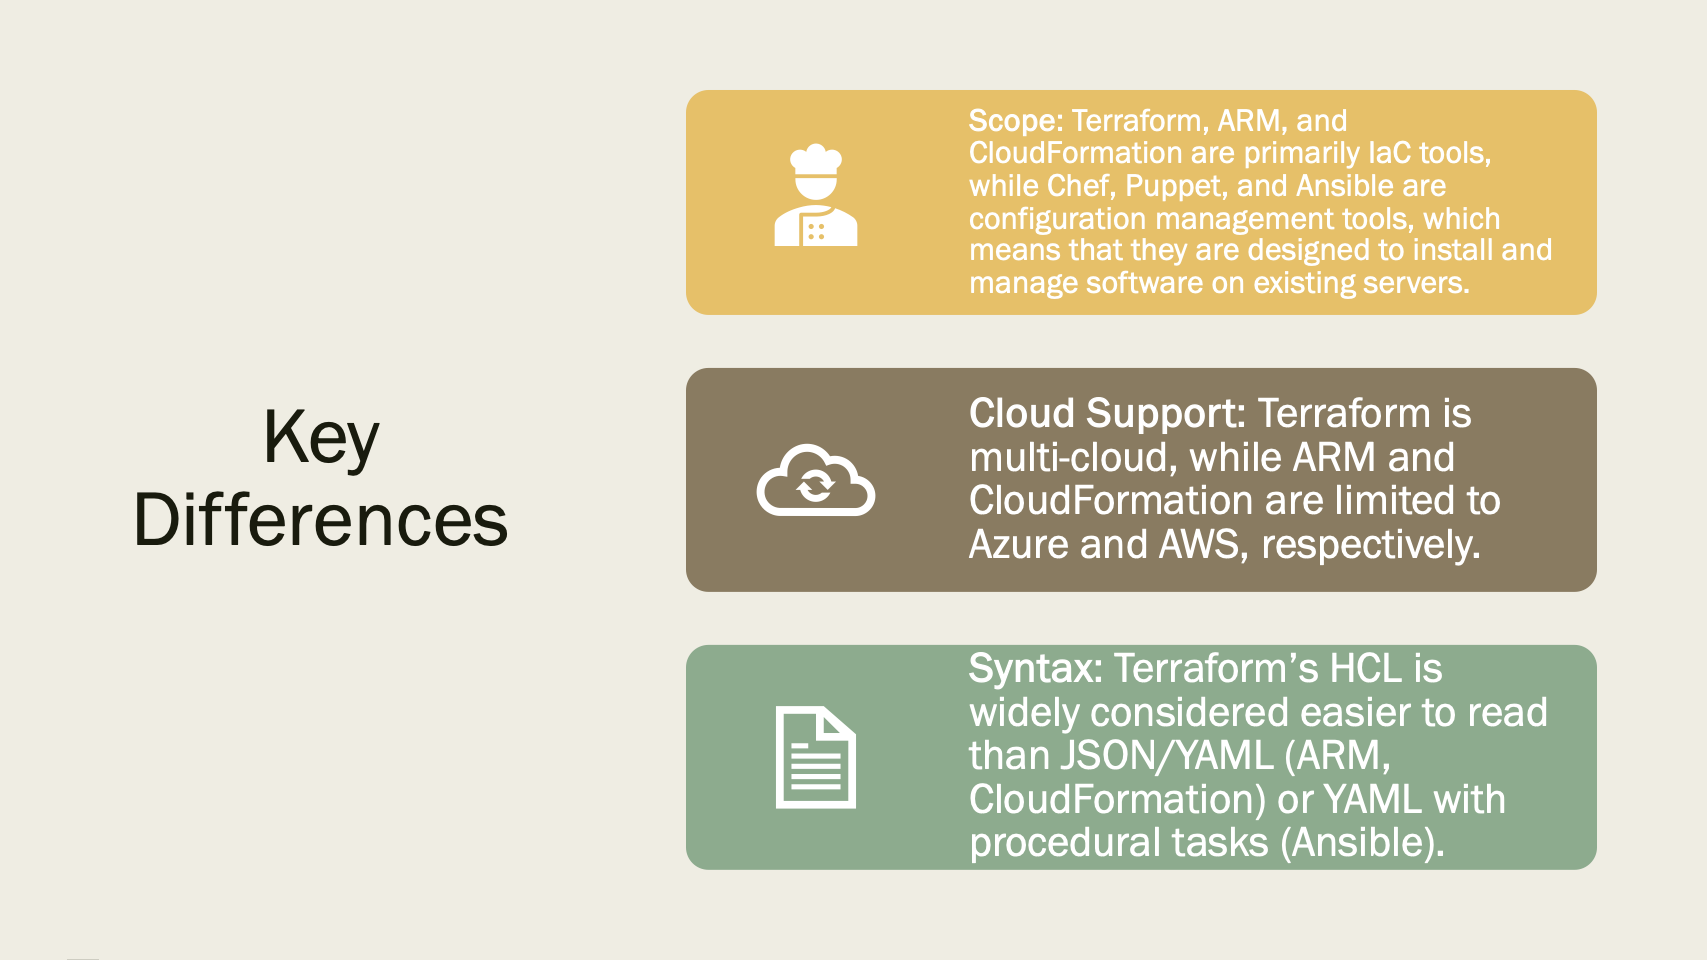 Key
Differences
Scope: Terraform, ARM, and
CloudFormation are primarily IaC tools,
while Chef, Puppet, and Ansible are
configuration management tools, which
means that they are designed to install and
manage software on existing servers.
Cloud Support: Terraform is
multi-cloud, while ARM and
CloudFormation are limited to
Azure and AWS, respectively.
Syntax: Terraform’s HCL is
widely considered easier to read
than JSON/YAML (ARM,
CloudFormation) or YAML with
procedural tasks (Ansible).